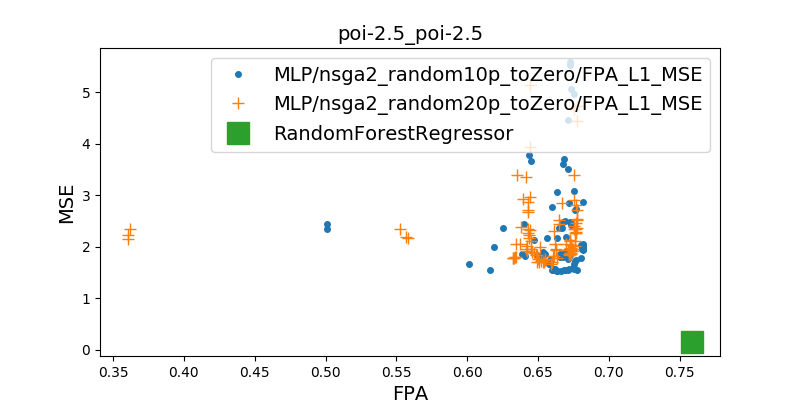 poi-2.5_poi-2.5
MLP/nsga2_random10p_toZero/FPA_L1_MSE
MLP/nsga2_random20p_toZero/FPA_L1_MSE
RandomForestRegressor
MSE
5
4
3
2
1
0
0.35 0.40 0.45 0.50 0.55 0.60 0.65 0.70 0.75
FPA